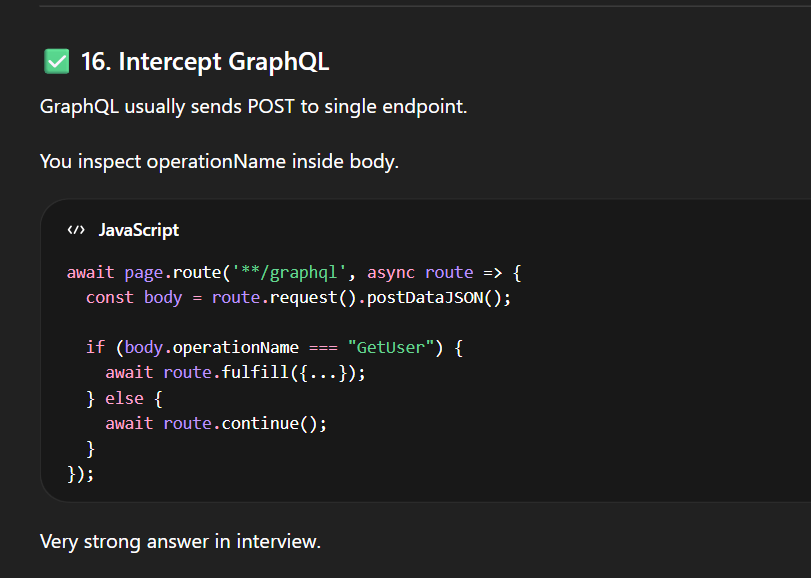 ✅ 16. Intercept GraphQL
GraphQL usually sends POST to single endpoint.
You inspect operationName inside body.
</> JavaScript
await page.route('**/graphql', async route => {
  const body = route.request().postDataJSON();
  if (body.operationName === "GetUser") {
    await route.fulfill({...});
  } else {
    await route.continue();
  }
});
Very strong answer in interview.